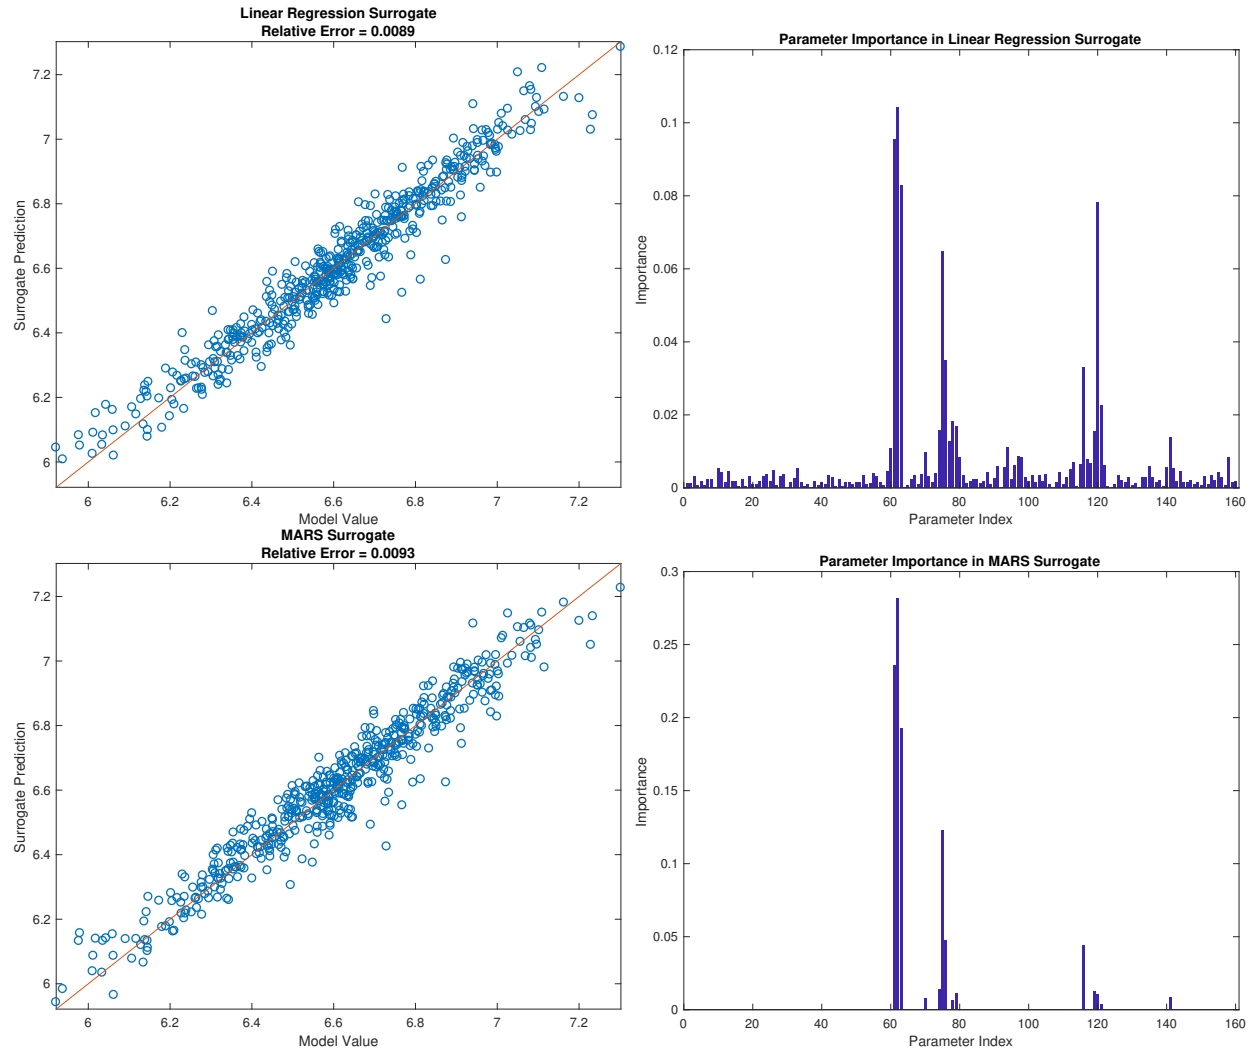 Linear Regression Surrogate
Relative Error = 0.0089
7.2
7
6.8
6.6
6.4
6.2
6
Surrogate Prediction
6 6.2 6.4 6.6 6.8 7 7.2
Model Value
Parameter Importance in Linear Regression Surrogate
0.12
0.1
0.08
0.06
0.04
0.02
0
Importance
0 20 40 60 80 100 120 140 160
Parameter Index
MARS Surrogate
Relative Error = 0.0093
7.2
7
6.8
6.6
6.4
6.2
6
Surrogate Prediction
6 6.2 6.4 6.6 6.8 7 7.2
Model Value
Parameter Importance in MARS Surrogate
0.3
0.25
0.2
0.15
0.1
0.05
0
Importance
0 20 40 60 80 100 120 140 160
Parameter Index